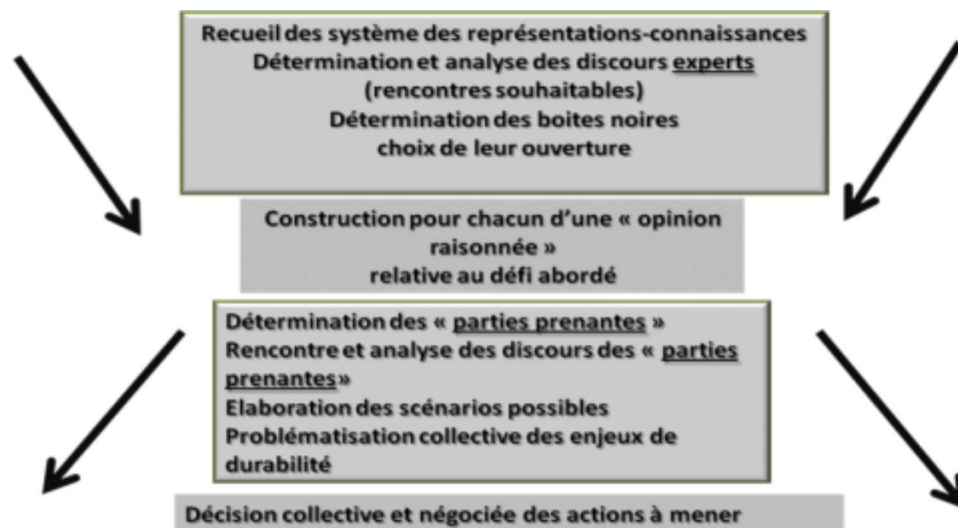 Recueil des système des représentations-connaissances
Détermination et analyse des discours experts
(rencontres souhaitables)
Détermination des boites noires
choix de leur ouverture
Construction pour chacun d’une « opinion
raisonnée »
relative au défi abordé
Détermination des « parties prenantes »
Rencontre et analyse des discours des « parties
prenantes»
Elaboration des scénarios possibles
Problématisation collective des enjeux de
durabilité
Décision collective et négociée des actions à mener